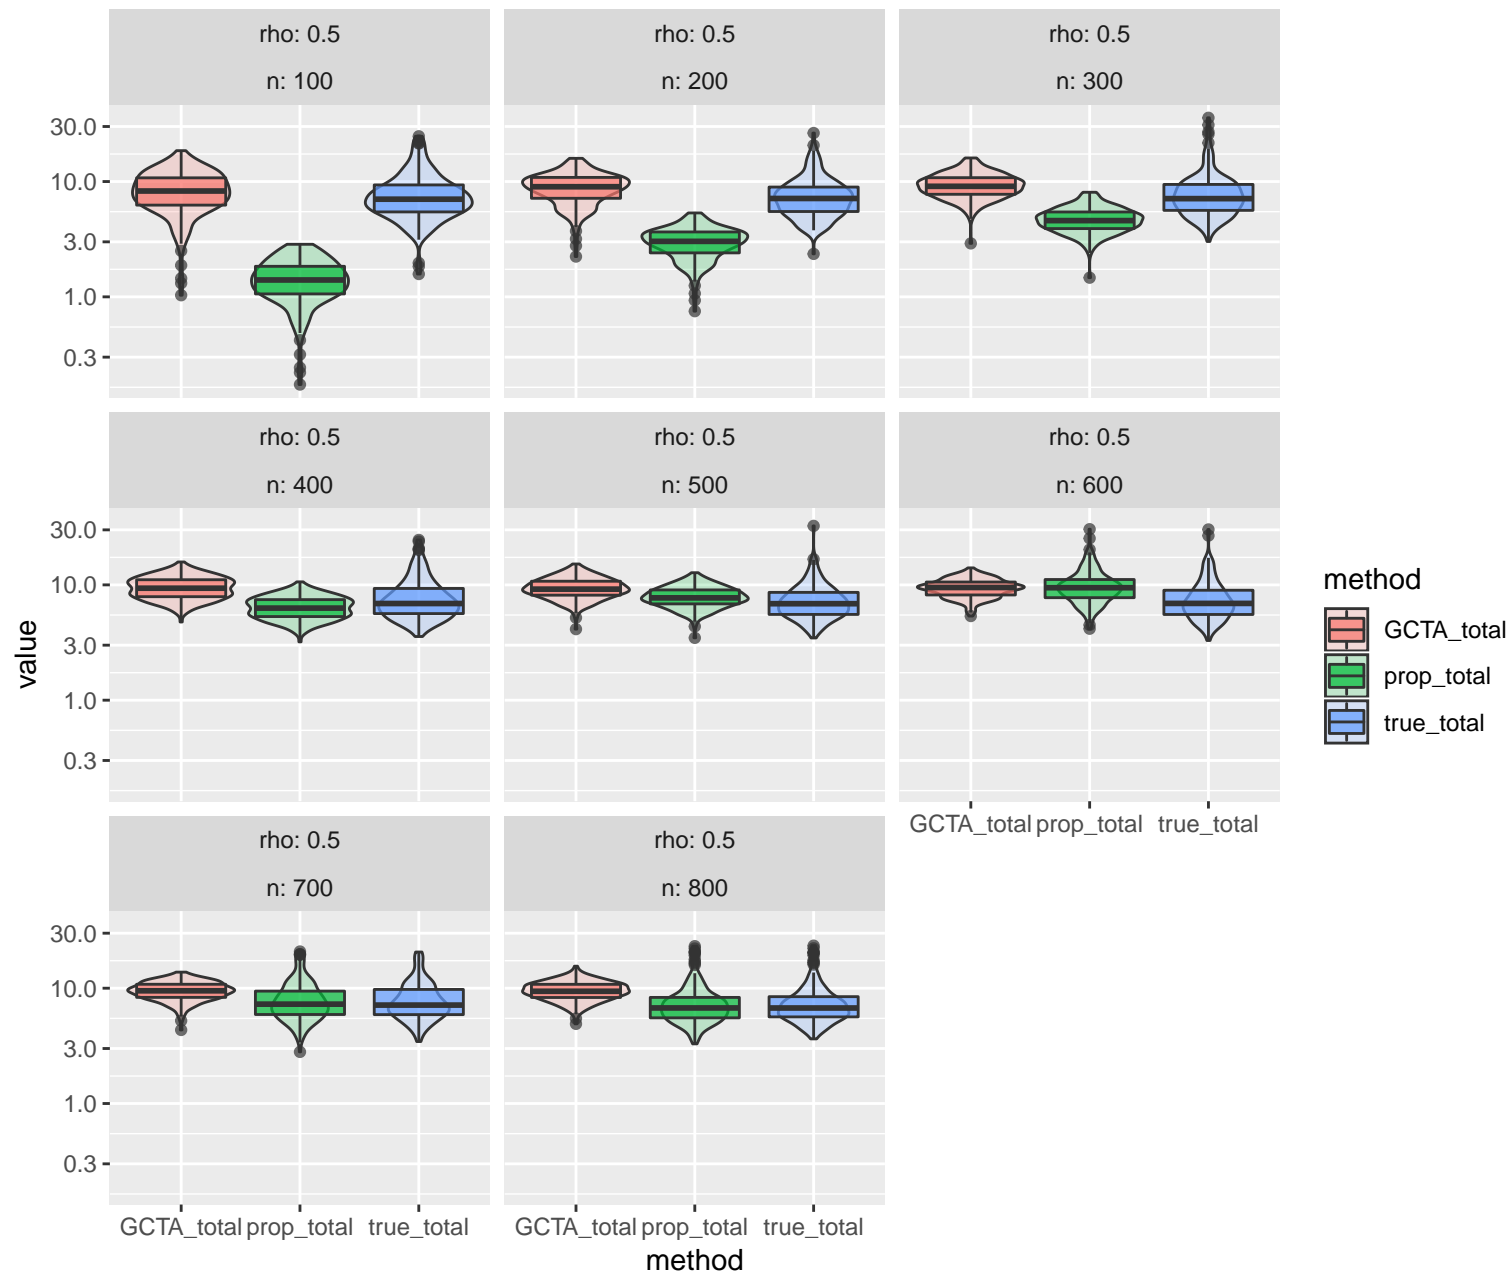 rho: 0.5
rho: 0.5
rho: 0.5
n: 100
n: 200
n: 300
30.0
10.0
3.0
1.0
0.3
rho: 0.5
rho: 0.5
rho: 0.5
n: 400
n: 500
n: 600
30.0
10.0
3.0
1.0
0.3
value
GCTA_total prop_total true_total
rho: 0.5
rho: 0.5
n: 700
n: 800
30.0
10.0
3.0
1.0
0.3
GCTA_total prop_total true_total
GCTA_total prop_total true_total
method
method
GCTA_total
prop_total
true_total